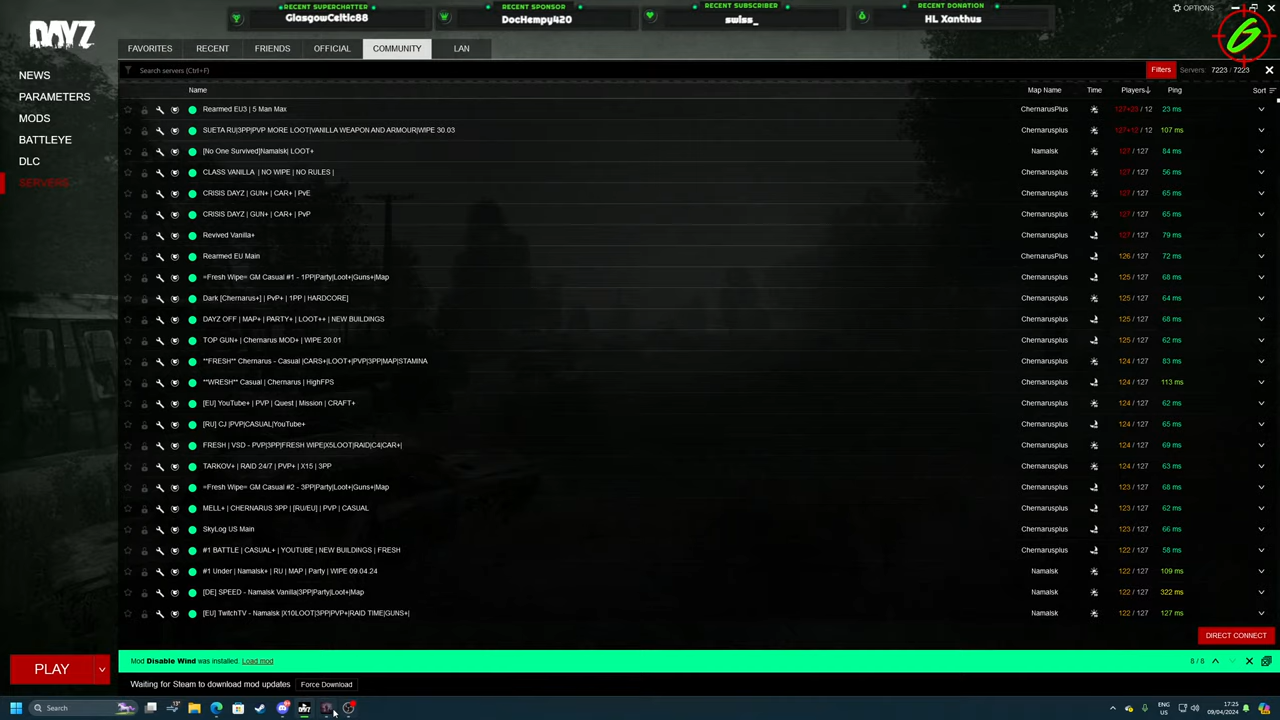 RECENT SUPERCHATTER
GlasgowCeltic88
RECENT SPONSOR
DocHempy420
RECENT SUBSCRIBER
swiss_
RECENT DONATION
HL Xanthus
OPTIONS
DAYZ
FAVORITES RECENT FRIENDS OFFICIAL COMMUNITY LAN
NEWS
PARAMETERS
MODS
BATTLEYE
DLC
SERVERS
Search servers (Ctrl+F)
Filters Servers: 7223 / 7223
Name Map Name Time Players Ping Sort
Rearmed EU3 | 5 Man Max ChernarusPlus 127+23 / 12 23 ms
SUETA RU|3PP|PVP MORE LOOT|VANILLA WEAPON AND ARMOUR|WIPE 30.03 Chernarusplus 127+12 / 12 107 ms
[No One Survived]Namalsk| LOOT+ Namalsk 127 / 127 84 ms
CLASS VANILLA | NO WIPE | NO RULES | Chernarusplus 127 / 127 56 ms
CRISIS DAYZ | GUN+ | CAR+ | PvE Chernarusplus 127 / 127 65 ms
CRISIS DAYZ | GUN+ | CAR+ | PvP Chernarusplus 127 / 127 65 ms
Revived Vanilla+ Chernarusplus 127 / 127 79 ms
Rearmed EU Main ChernarusPlus 126 / 127 72 ms
=Fresh Wipe= GM Casual #1 - 1PP|Party|Loot+|Guns+|Map Chernarusplus 125 / 127 68 ms
Dark [Chernarus+] | PvP+ | 1PP | HARDCORE] Chernarusplus 125 / 127 64 ms
DAYZ OFF | MAP+ | PARTY+ | LOOT++ | NEW BUILDINGS Chernarusplus 125 / 127 68 ms
TOP GUN+ | Chernarus MOD+ | WIPE 20.01 Chernarusplus 125 / 127 62 ms
**FRESH** Chernarus - Casual |CARS+|LOOT+|PVP|3PP|MAP|STAMINA Chernarusplus 124 / 127 83 ms
**WRESH** Casual | Chernarus | HighFPS Chernarusplus 124 / 127 113 ms
[EU] YouTube+ | PVP | Quest | Mission | CRAFT+ Chernarusplus 124 / 127 62 ms
[RU] CJ |PVP|CASUAL|YouTube+ Chernarusplus 124 / 127 65 ms
FRESH | VSD - PVP|3PP|FRESH WIPE|X5LOOT|RAID|C4|CAR+| Chernarusplus 124 / 127 69 ms
TARKOV+ | RAID 24/7 | PVP+ | X15 | 3PP Chernarusplus 124 / 127 63 ms
=Fresh Wipe= GM Casual #2 - 3PP|Party|Loot+|Guns+|Map Chernarusplus 123 / 127 68 ms
MELL+ | CHERNARUS 3PP | [RU/EU] | PVP | CASUAL Chernarusplus 123 / 127 62 ms
SkyLog US Main Chernarusplus 123 / 127 66 ms
#1 BATTLE | CASUAL+ | YOUTUBE | NEW BUILDINGS | FRESH Chernarusplus 122 / 127 58 ms
#1 Under | Namalsk+ | RU | MAP | Party | WIPE 09.04.24 Namalsk 122 / 127 109 ms
[DE] SPEED - Namalsk Vanilla|3PP|Party|Loot+|Map Namalsk 122 / 127 322 ms
[EU] TwitchTV - Namalsk |X10LOOT|3PP|PVP+|RAID TIME|GUNS+| Namalsk 122 / 127 127 ms
DIRECT CONNECT
PLAY
Mod Disable Wind was installed. Load mod 8 / 8
Waiting for Steam to download mod updates Force Download
Search
ENG
US
17:25
09/04/2024